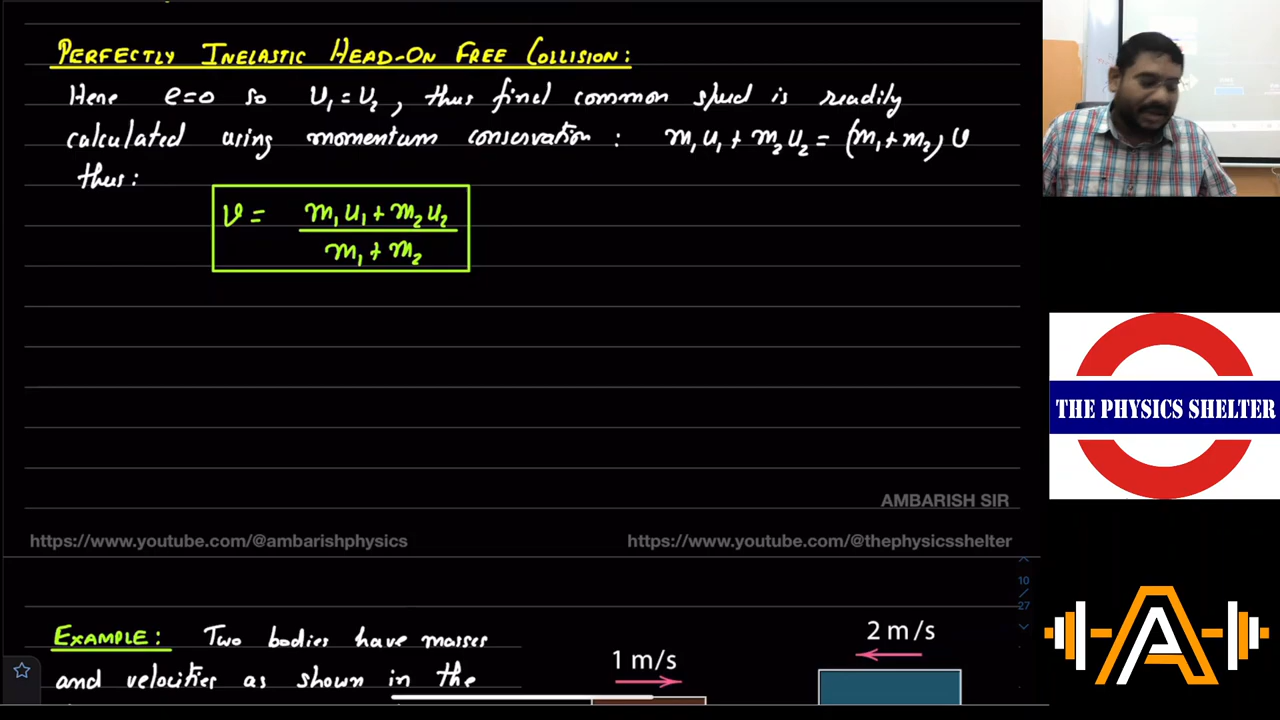 PERFECTLY INELASTIC HEAD-ON FREE COLLISION:
Here e=0 so v₁=v₂, thus final common speed is readily
calculated using momentum conservation : m₁u₁+m₂u₂=(m₁+m₂)v
thus:
v= (m₁u₁+m₂u₂)/(m₁+m₂)
THE PHYSICS SHELTER
AMBARISH SIR
https://www.youtube.com/@ambarishphysics https://www.youtube.com/@thephysicsshelter
10
/
27
EXAMPLE: Two bodies have masses
and velocities as shown in the
1 m/s
2 m/s
A